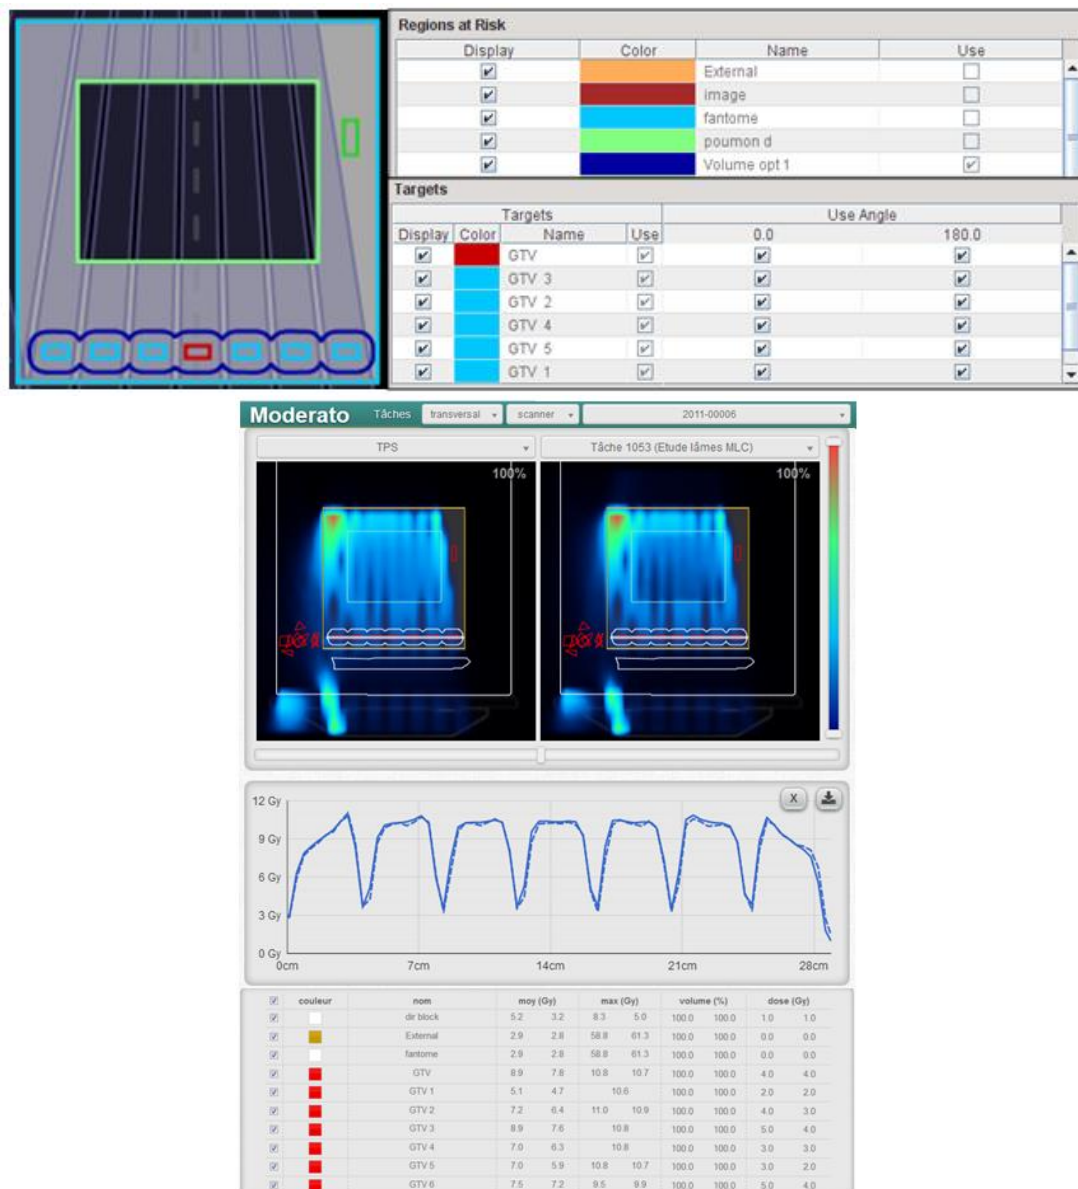 Regions at Risk
Display Color Name Use
External
image
fantome
poumon d
Volume opt 1
Targets
Targets Use Angle
Display Color Name Use 0.0 180.0
GTV
GTV 3
GTV 2
GTV 4
GTV 5
GTV 1
Moderato Tâches transversal scanner 2011-00006
TPS Tâche 1053 (Etude lâmes MLC)
100% 100%
X
12 Gy
9 Gy
6 Gy
3 Gy
0 Gy
0cm 7cm 14cm 21cm 28cm
couleur nom moy (Gy) max (Gy) volume (%) dose (Gy)
dir block 5.2 3.2 8.3 5.0 100.0 100.0 1.0 1.0
External 2.9 2.8 58.8 61.3 100.0 100.0 0.0 0.0
fantome 2.9 2.8 58.8 61.3 100.0 100.0 0.0 0.0
GTV 8.9 7.8 10.8 10.7 100.0 100.0 4.0 4.0
GTV 1 5.1 4.7 10.6 100.0 100.0 2.0 2.0
GTV 2 7.2 6.4 11.0 10.9 100.0 100.0 4.0 3.0
GTV 3 8.9 7.6 10.8 100.0 100.0 5.0 4.0
GTV 4 7.0 6.3 10.8 100.0 100.0 3.0 3.0
GTV 5 7.0 5.9 10.8 10.7 100.0 100.0 3.0 2.0
GTV 6 7.5 7.2 9.5 9.9 100.0 100.0 5.0 4.0